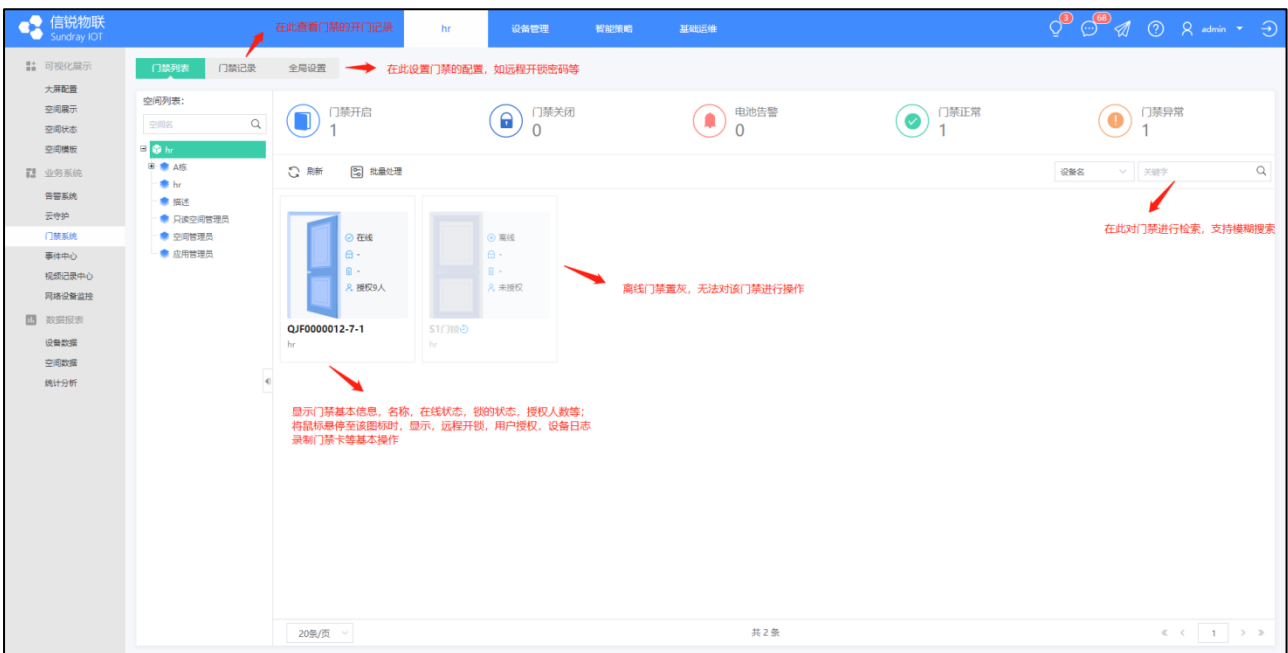 信锐物联
Sundray IOT
在此查看门禁的开门记录
hr
设备管理
智能策略
基础运维
3
68
admin
可视化展示
大屏配置
空间展示
空间状态
空间模板
业务系统
告警系统
云守护
门禁系统
事件中心
视频记录中心
网络设备监控
数据报表
设备数据
空间数据
统计分析
门禁列表
门禁记录
全局设置
在此设置门禁的配置，如远程开锁密码等
空间列表:
空间名
hr
A栋
hr
描述
只读空间管理员
空间管理员
应用管理员
门禁开启
1
门禁关闭
0
电池告警
0
门禁正常
1
门禁异常
1
刷新
批量处理
设备名
关键字
在此对门禁进行检索，支持模糊搜索
在线
-
-
授权9人
QJF0000012-7-1
hr
离线
-
-
未授权
S1门锁
hr
离线门禁置灰，无法对该门禁进行操作
显示门禁基本信息，名称，在线状态，锁的状态，授权人数等；
将鼠标悬停至该图标时，显示，远程开锁，用户授权，设备日志
录制门禁卡等基本操作
20条/页
共 2 条
1